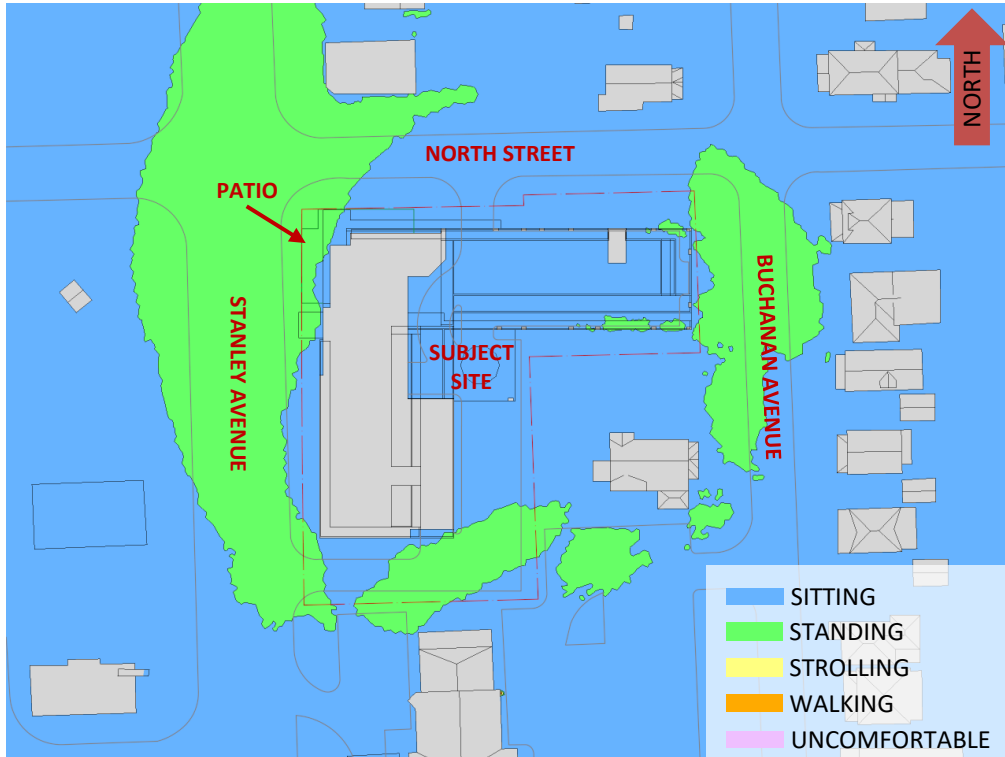 NORTH
NORTH STREET
PATIO
STANLEY AVENUE
BUCHANAN AVENUE
SUBJECT
SITE
SITTING
STANDING
STROLLING
WALKING
UNCOMFORTABLE